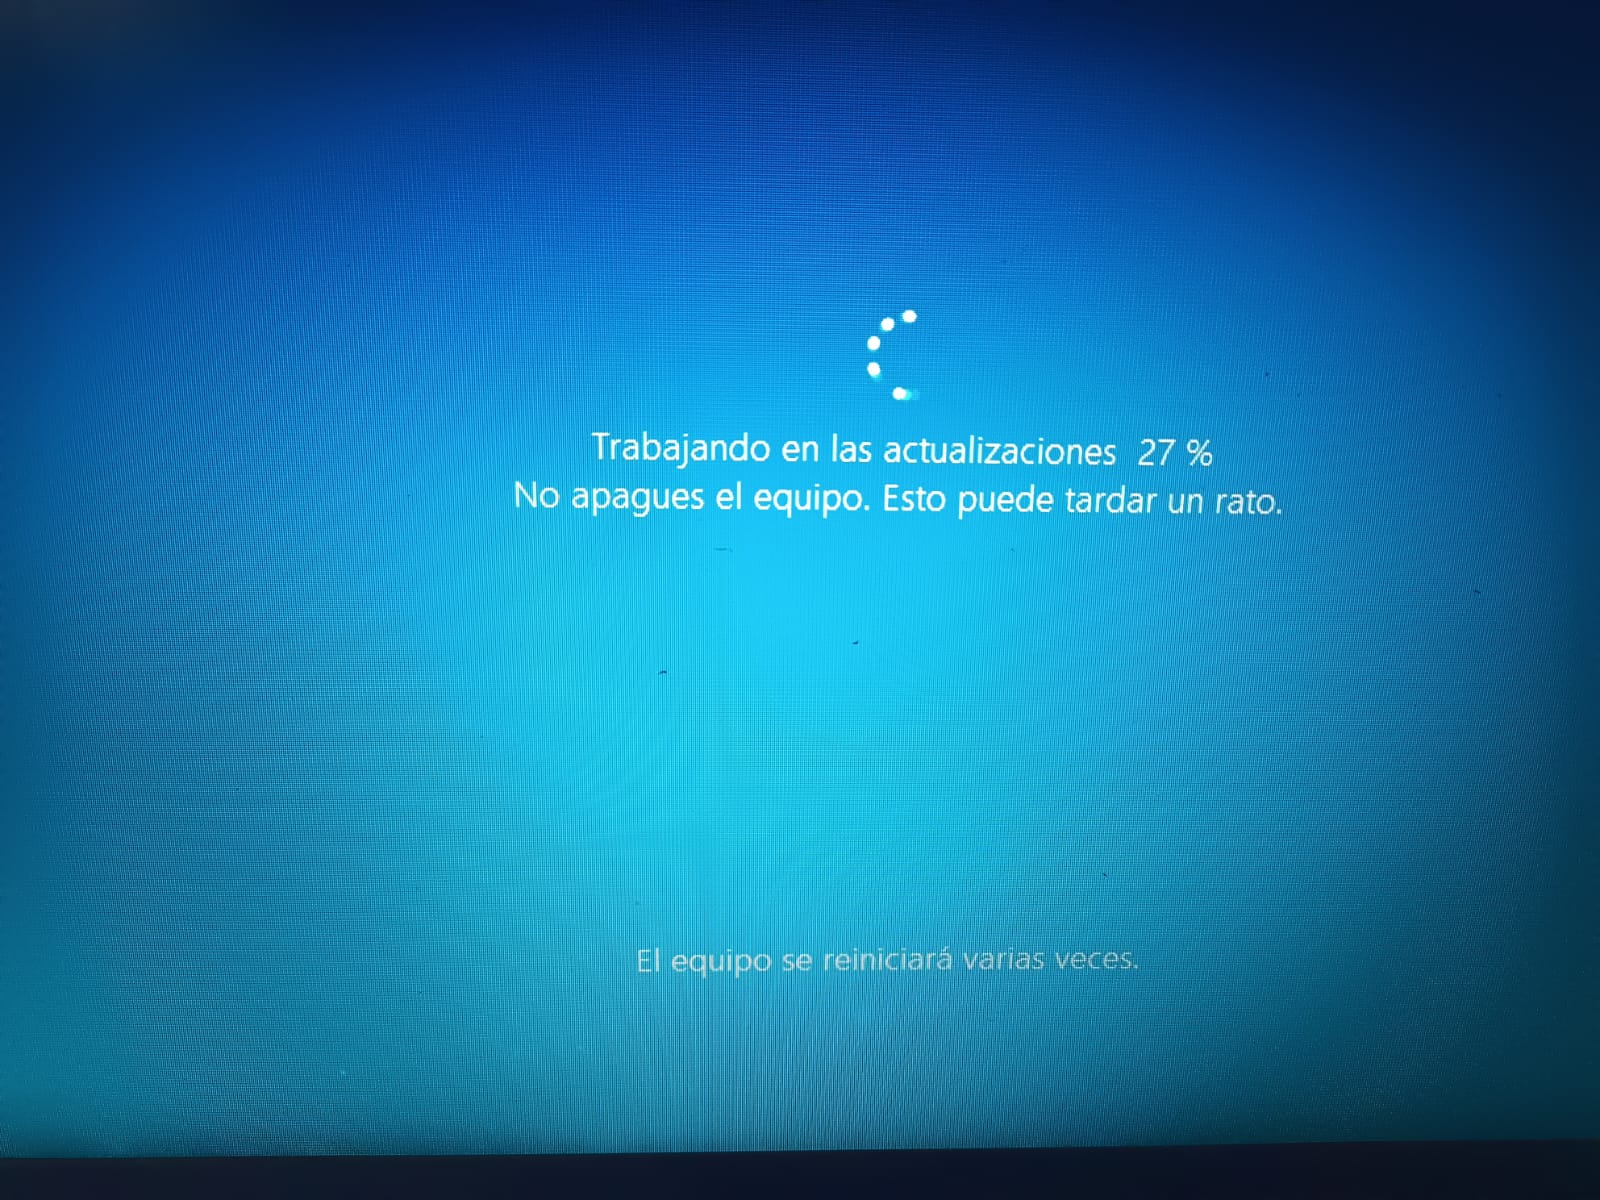 Trabajando en las actualizaciones 27 %
No apagues el equipo. Esto puede tardar un rato.
El equipo se reiniciará varias veces.